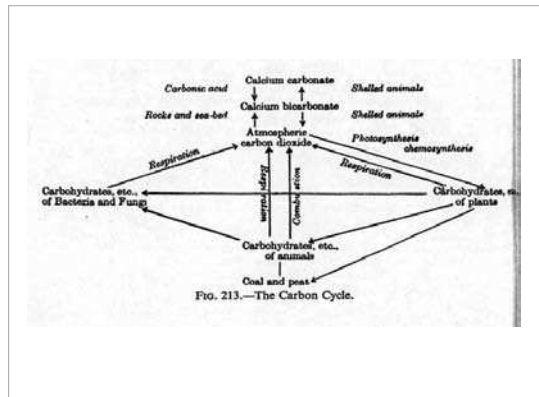 Calcium carbonate
Carbonic acid
Shelled animals
Calcium bicarbonate
Rocks and sea-bed
Shelled animals
Atmospheric
carbon dioxide
Photosynthesis
chemosynthesis
Respiration
Respiration
Respiration
Combustion
Carbohydrates, etc.,
of Bacteria and Fungi
Carbohydrates,
of plants
Carbohydrates, etc.,
of animals
Coal and peat
FIG. 213.—The Carbon Cycle.